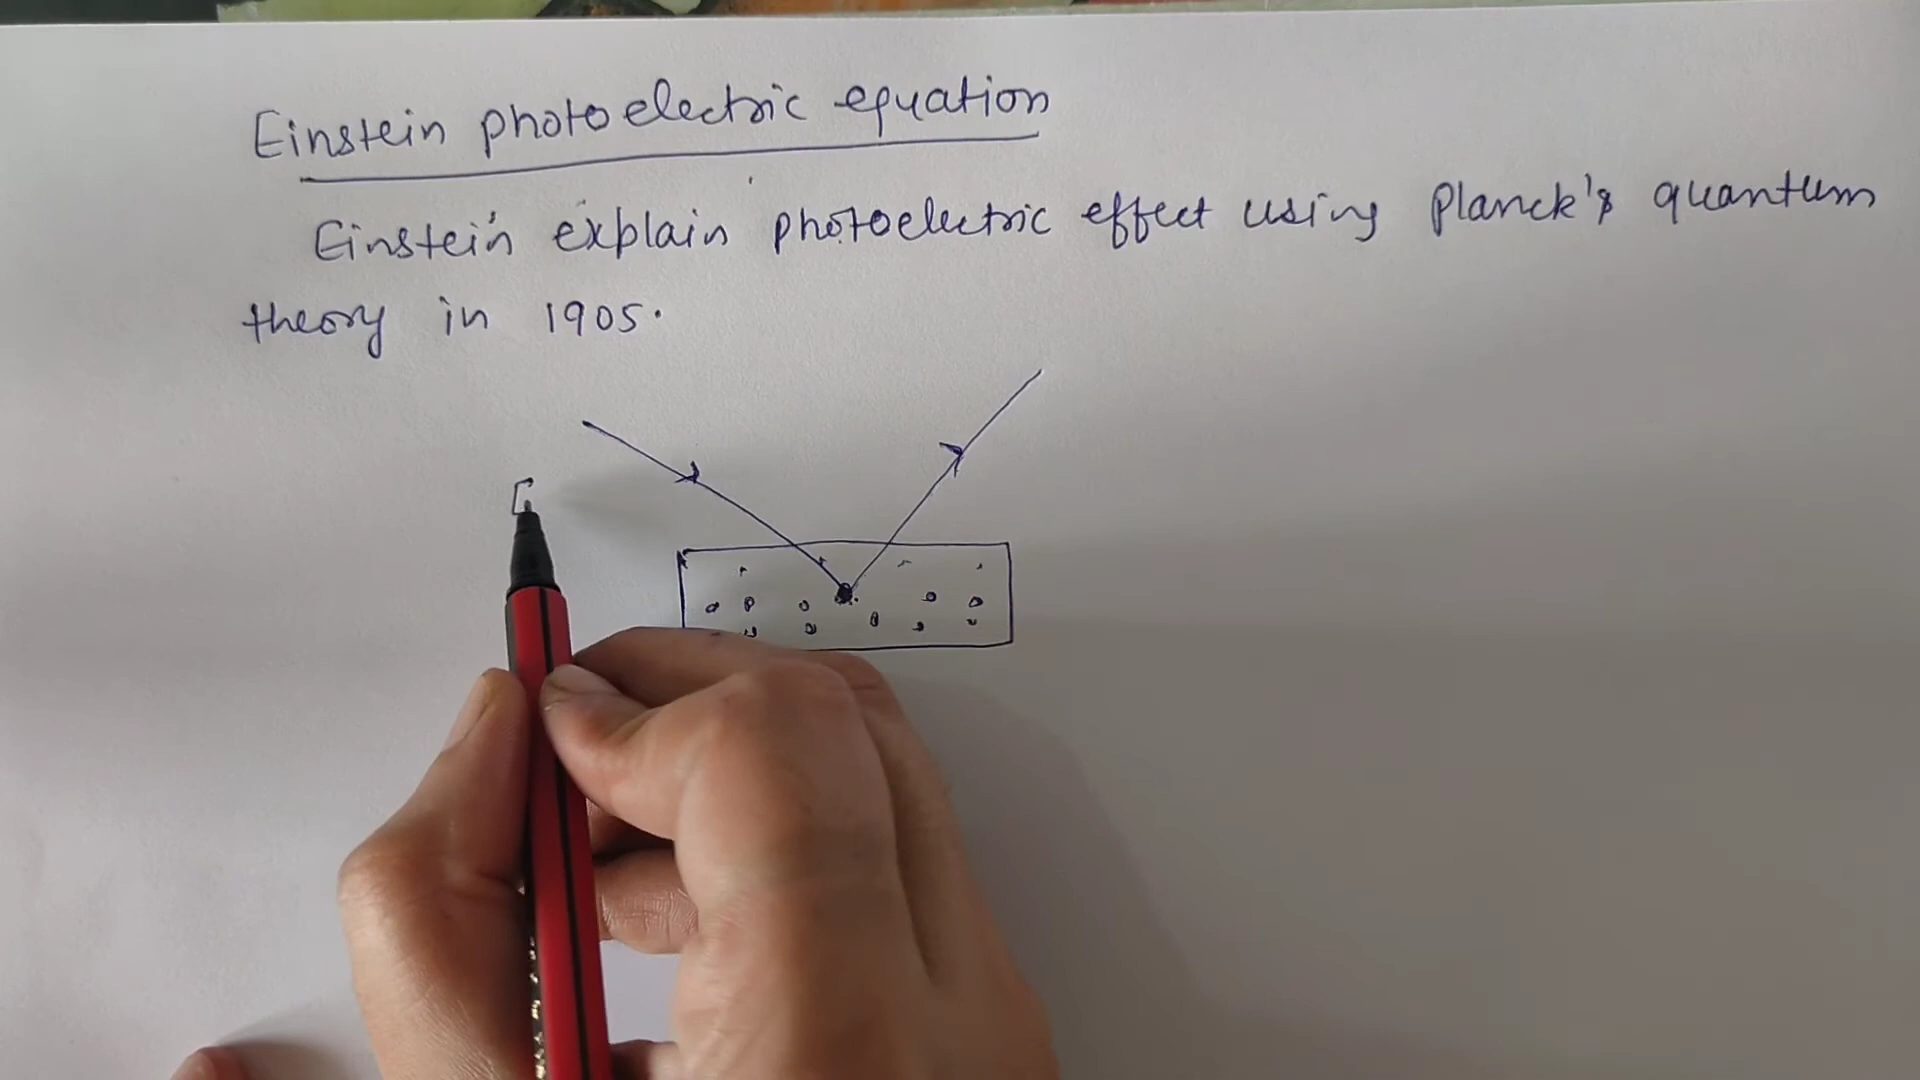 Einstein photoelectric equation
Einstein explain photoelectric effect using Planck's quantum
theory in 1905.